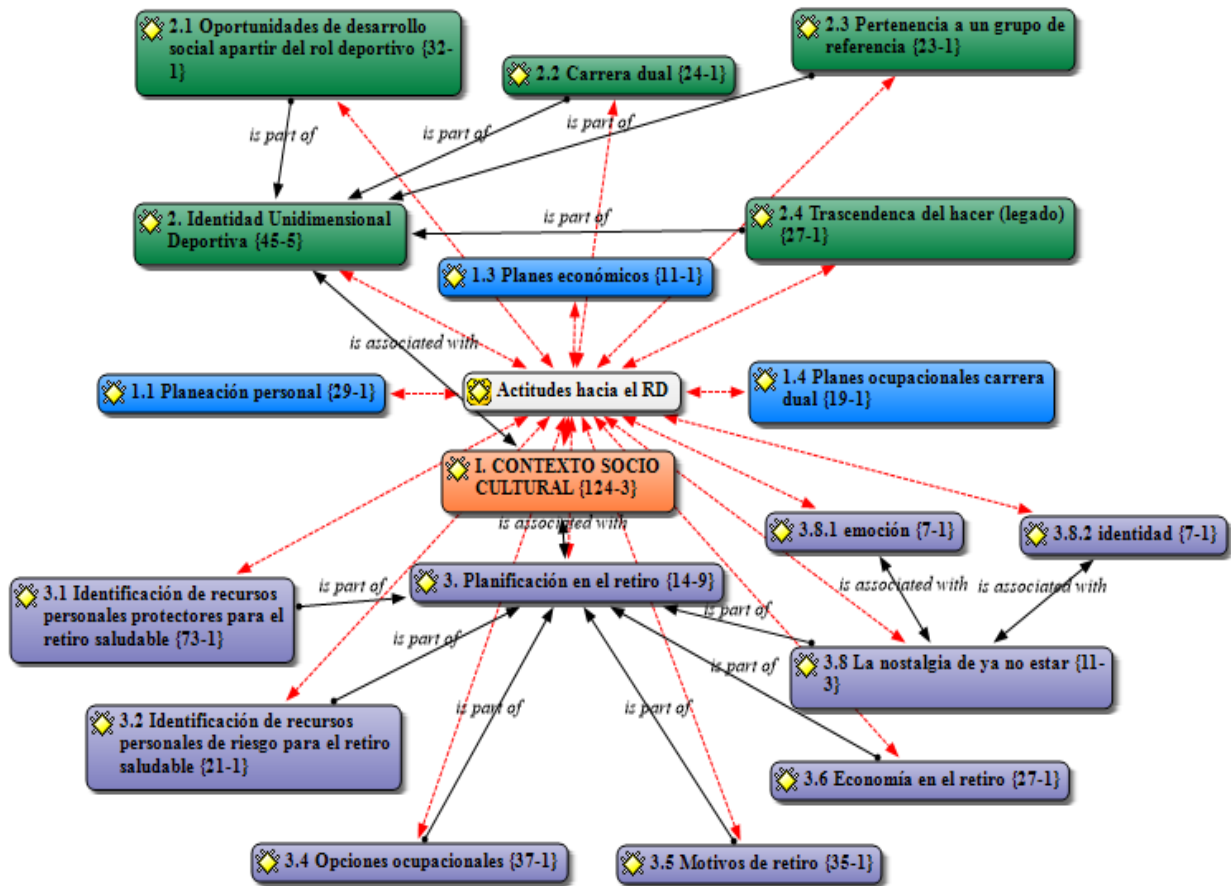 2.1 Oportunidades de desarrollo
social apartir del rol deportivo {32-
1}
2.3 Pertenencia a un grupo de
referencia {23-1}
2.2 Carrera dual {24-1}
is part of
is part of
is part of
2. Identidad Unidimensional
Deportiva {45-5}
is part of
2.4 Trascendenca del hacer (legado)
{27-1}
1.3 Planes económicos {11-1}
is associated with
1.1 Planeación personal {29-1}
Actitudes hacia el RD
1.4 Planes ocupacionales carrera
dual {19-1}
I. CONTEXTO SOCIO
CULTURAL {124-3}
is associated with
3.8.1 emoción {7-1}
3.8.2 identidad {7-1}
3. Planificación en el retiro {14-9}
is associated with
is associated with
3.1 Identificación de recursos
personales protectores para el
retiro saludable {73-1}
is part of
is part of
is part of
3.8 La nostalgia de ya no estar {11-
3}
is part of
3.2 Identificación de recursos
personales de riesgo para el retiro
saludable {21-1}
is part of
is part of
3.6 Economía en el retiro {27-1}
3.4 Opciones ocupacionales {37-1}
3.5 Motivos de retiro {35-1}